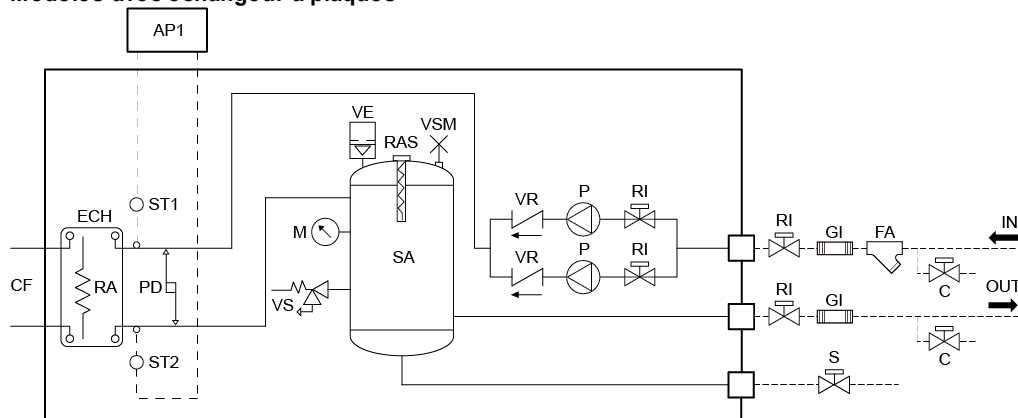 Modèles avec échangeur à plaques
AP1
VE
VSM
RAS
ST1
ECH
M
SA
CF
RA
PD
VS
ST2
VR
P
RI
VR
P
RI
RI
GI
FA
IN
C
RI
GI
OUT
C
S